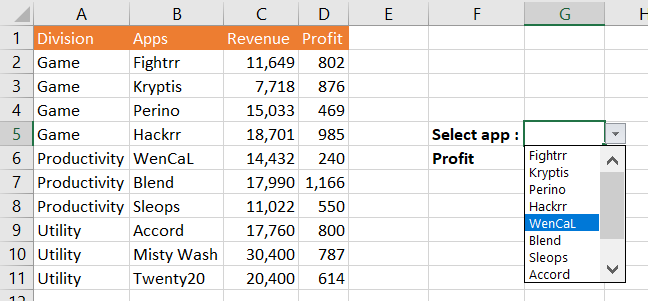 A B C D E F G H
1 Division Apps Revenue Profit
2 Game Fightrr 11,649 802
3 Game Kryptis 7,718 876
4 Game Perino 15,033 469
5 Game Hackrr 18,701 985 Select app :
6 Productivity WenCaL 14,432 240 Profit
7 Productivity Blend 17,990 1,166
8 Productivity Sleops 11,022 550
9 Utility Accord 17,760 800
10 Utility Misty Wash 30,400 787
11 Utility Twenty20 20,400 614
Fightrr
Kryptis
Perino
Hackrr
WenCaL
Blend
Sleops
Accord